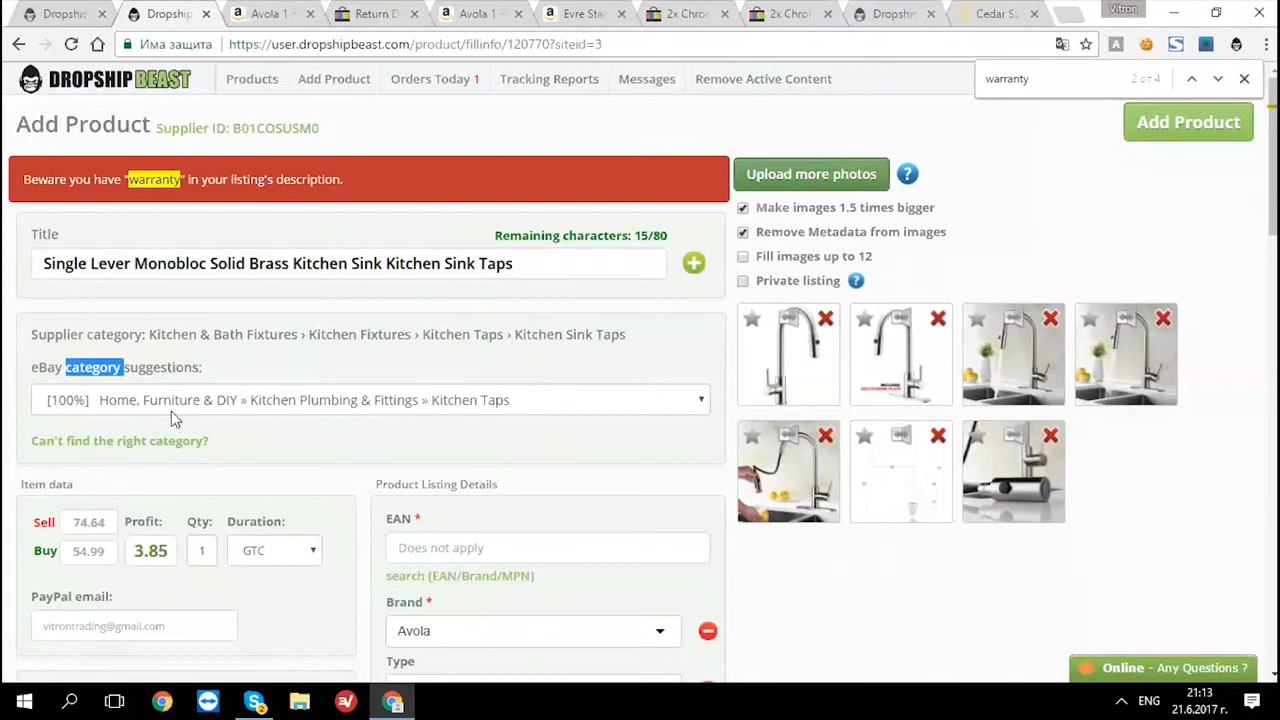 Dropship
Dropship
Avola 1
Return D
Avola 1
Evre Stai
2x Chro
2x Chron
Dropship
Cedar Su
Vitron
Има защита
https://user.dropshipbeast.com/product/fillinfo/120770?siteid=3
DROPSHIPBEAST
Products
Add Product
Orders Today 1
Tracking Reports
Messages
Remove Active Content
warranty
2 от 4
Add Product
Supplier ID: B01COSUSM0
Add Product
Beware you have "warranty" in your listing's description.
Upload more photos
?
Make images 1.5 times bigger
Remove Metadata from images
Fill images up to 12
Private listing ?
Title
Remaining characters: 15/80
Single Lever Monobloc Solid Brass Kitchen Sink Kitchen Sink Taps
Supplier category: Kitchen & Bath Fixtures › Kitchen Fixtures › Kitchen Taps › Kitchen Sink Taps
eBay category suggestions:
[100%] Home, Furniture & DIY » Kitchen Plumbing & Fittings » Kitchen Taps
Can't find the right category?
Item data
Sell 74.64
Profit:
Qty:
Duration:
Buy 54.99
3.85
1
GTC
PayPal email:
vitrontrading@gmail.com
Product Listing Details
EAN *
Does not apply
search [EAN/Brand/MPN]
Brand *
Avola
Type
Online - Any Questions ?
ENG
21:13
21.6.2017 г.